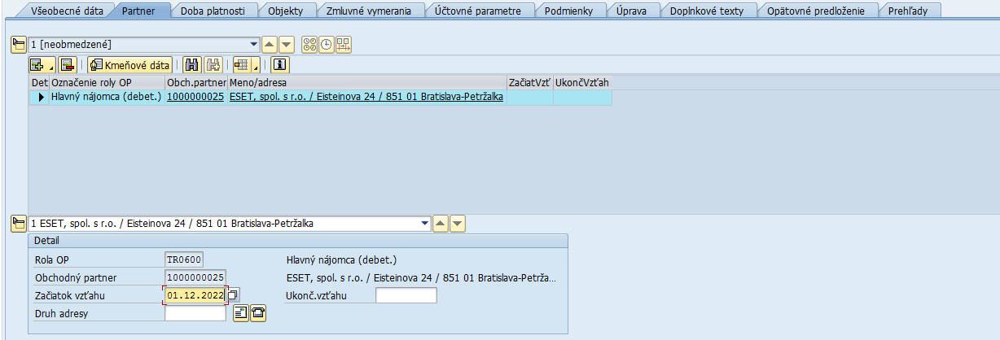 Všeobecné dáta Partner Doba platnosti Objekty Zmluvné vymerania Účtovné parametre Podmienky Úprava Doplnkové texty Opätovné predloženie Prehľady
1 [neobmedzené]
Kmeňové dáta
Det Označenie roly OP Obch.partner Meno/adresa ZačiatVzť UkončVzťah
Hlavný nájomca (debet.) 1000000025 ESET, spol. s r.o. / Eisteinova 24 / 851 01 Bratislava-Petržalka
1 ESET, spol. s r.o. / Eisteinova 24 / 851 01 Bratislava-Petržalka
Detail
Rola OP TR0600 Hlavný nájomca (debet.)
Obchodný partner 1000000025 ESET, spol. s r.o. / Eisteinova 24 / 851 01 Bratislava-Petrža...
Začiatok vzťahu 01.12.2022 Ukonč.vzťahu
Druh adresy